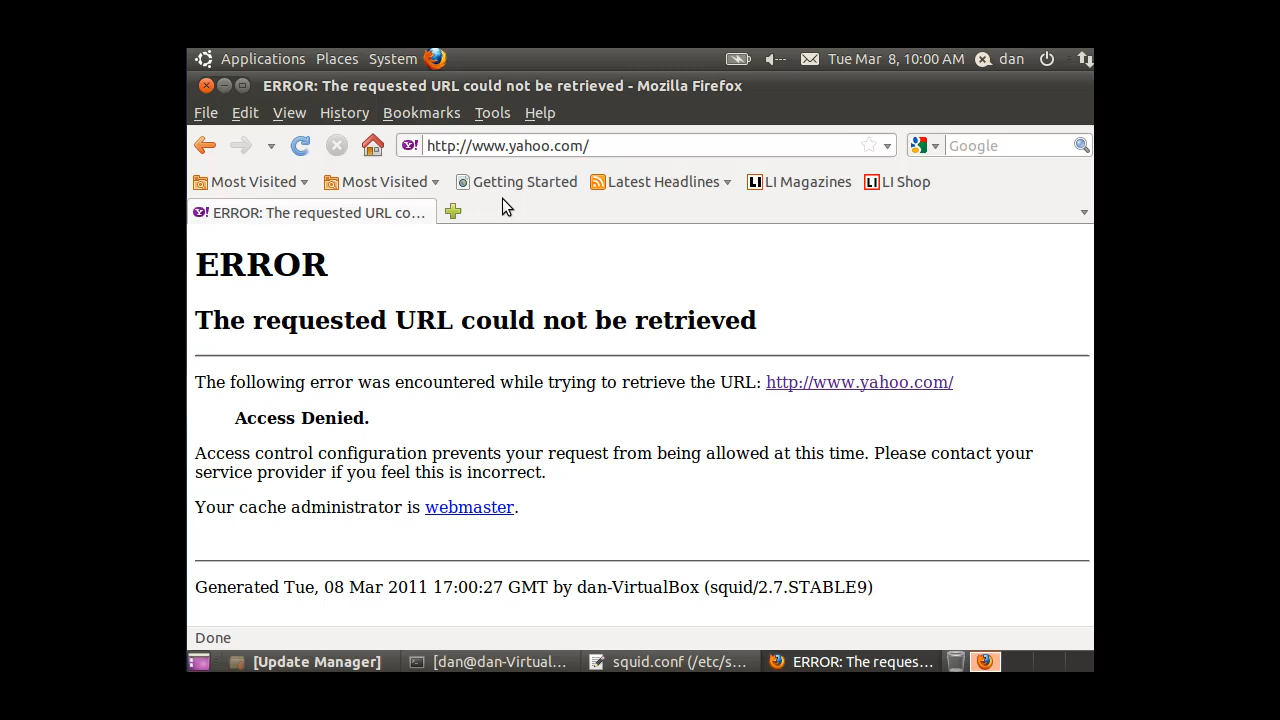 Applications Places System Tue Mar 8, 10:00 AM dan
ERROR: The requested URL could not be retrieved - Mozilla Firefox
File Edit View History Bookmarks Tools Help
Y! http://www.yahoo.com/ Google
Most Visited Most Visited Getting Started Latest Headlines LI LI Magazines LI LI Shop
Y! ERROR: The requested URL co...
ERROR
The requested URL could not be retrieved
The following error was encountered while trying to retrieve the URL: http://www.yahoo.com/
Access Denied.
Access control configuration prevents your request from being allowed at this time. Please contact your
service provider if you feel this is incorrect.
Your cache administrator is webmaster.
Generated Tue, 08 Mar 2011 17:00:27 GMT by dan-VirtualBox (squid/2.7.STABLE9)
Done
[Update Manager] [dan@dan-Virtual... squid.conf (/etc/s... ERROR: The reques...